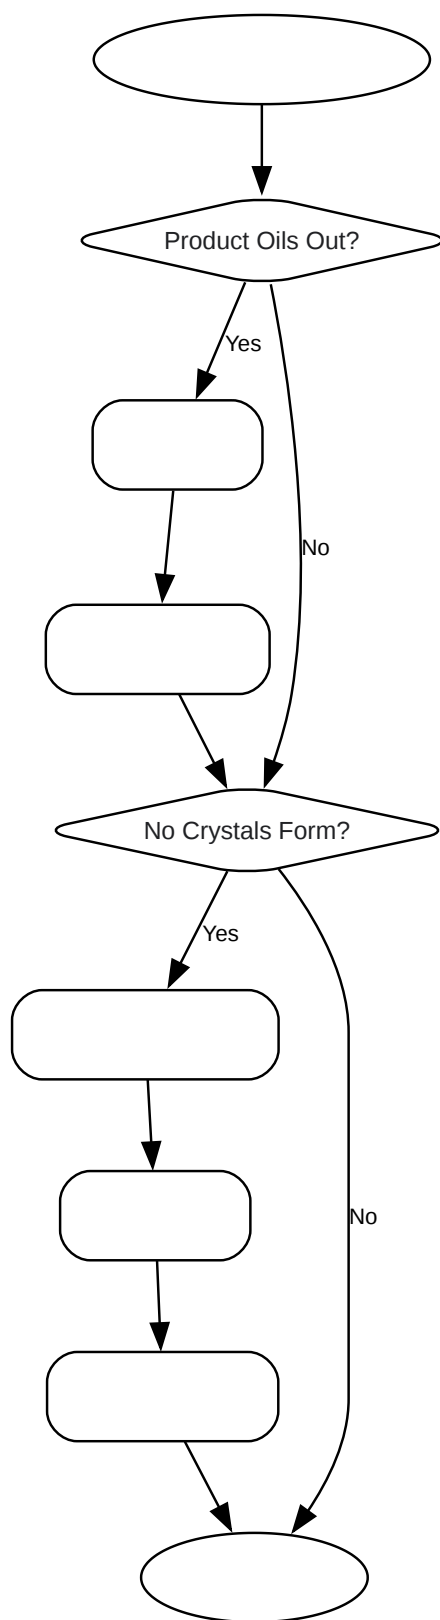 Product Oils Out?
Yes
No
No Crystals Form?
Yes
No